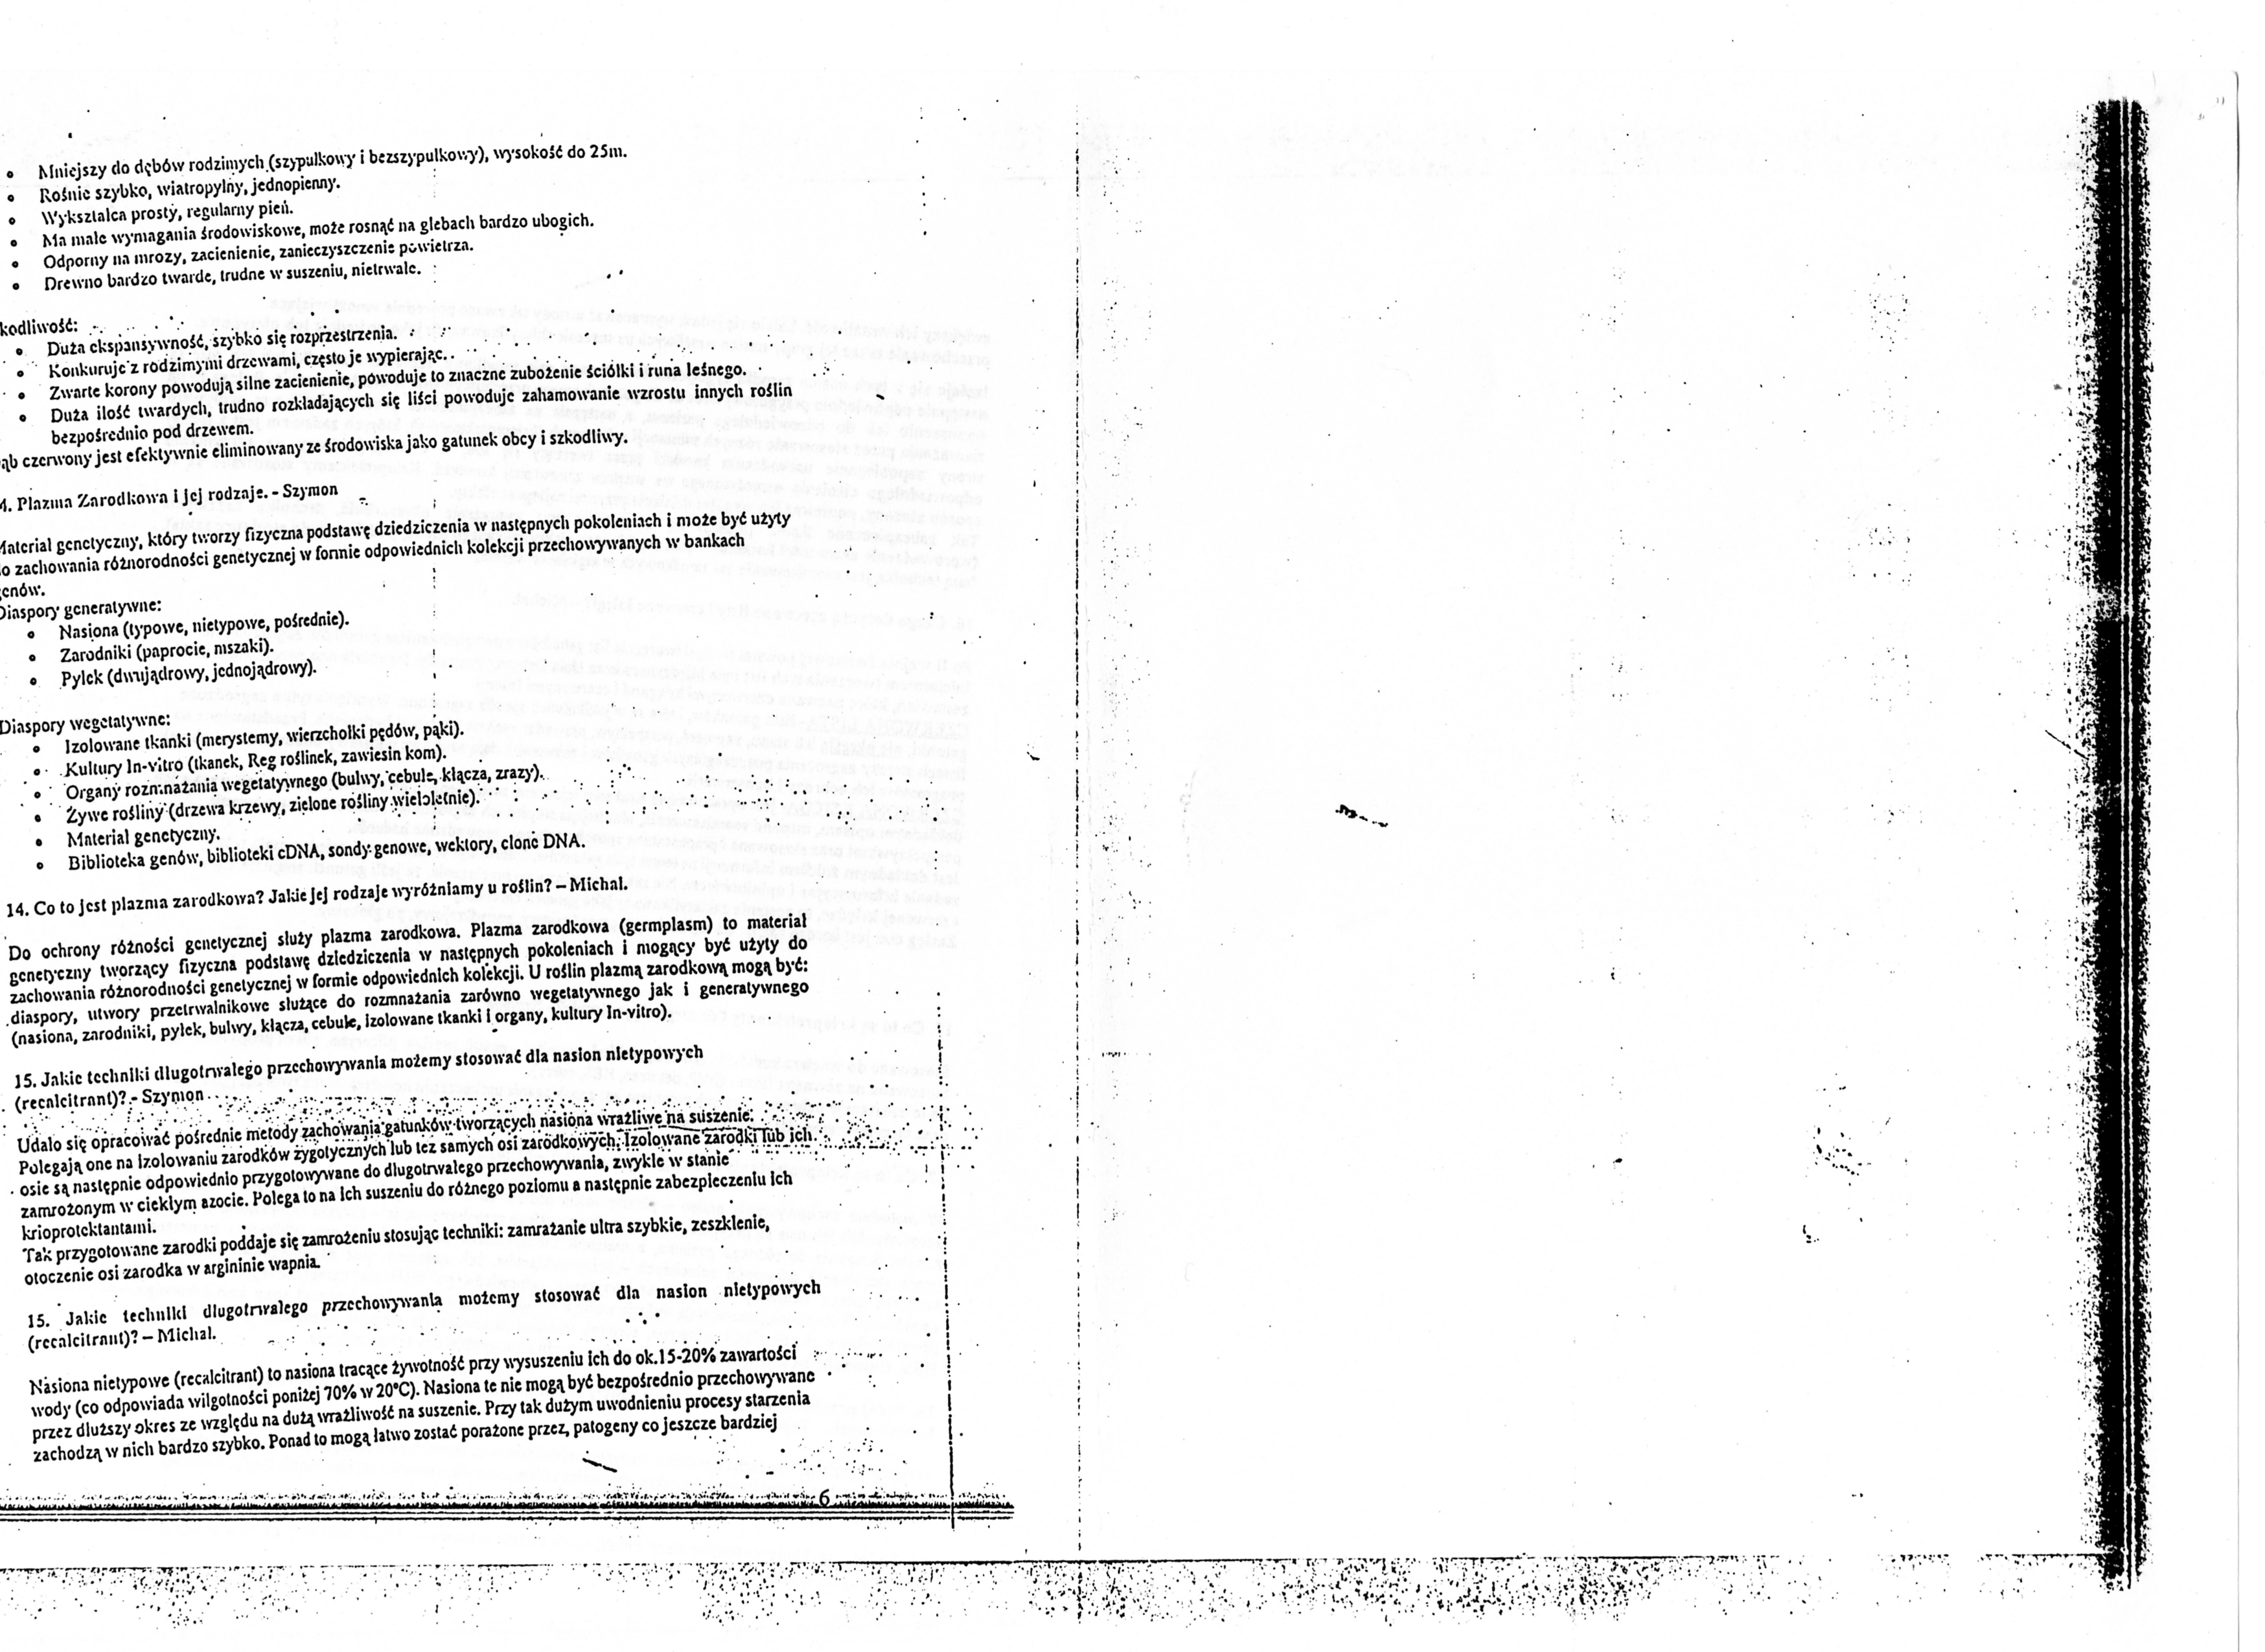 • Mniejszy do dębów rodzimych (szypułkowy i bezszypułkowy), wysokość do 25m.
• Rośnie szybko, wiatropylny, jednopienny.
• Wykształca prosty, regularny pień.
• Ma małe wymagania środowiskowe, może rosnąć na glebach bardzo ubogich.
• Odporny na mrozy, zacienienie, zanieczyszczenie powietrza.
• Drewno bardzo twarde, trudne w suszeniu, nietrwałe.
kodliwość:
• Duża ekspansywność, szybko się rozprzestrzenia.
• Konkuruje z rodzimymi drzewami, często je wypierając.
• Zwarte korony powodują silne zacienienie, powoduje to znaczne zubożenie ściółki i runa leśnego.
• Duża ilość twardych, trudno rozkładających się liści powoduje zahamowanie wzrostu innych roślin
bezpośrednio pod drzewem.
ąb czerwony jest efektywnie eliminowany ze środowiska jako gatunek obcy i szkodliwy.
4. Plazma Zarodkowa i jej rodzaje. - Szymon
Materiał genetyczny, który tworzy fizyczna podstawę dziedziczenia w następnych pokoleniach i może być użyty
o zachowania różnorodności genetycznej w formie odpowiednich kolekcji przechowywanych w bankach
enów.
Diaspory generatywne:
• Nasiona (typowe, nietypowe, pośrednie).
• Zarodniki (paprocie, mszaki).
• Pyłek (dwujądrowy, jednojądrowy).
Diaspory wegetatywne:
• Izolowane tkanki (merystemy, wierzchołki pędów, pąki).
• Kultury In-vitro (tkanek, Reg roślinek, zawiesin kom).
• Organy rozmnażania wegetatywnego (bulwy, cebule, kłącza, zrazy).
• Żywe rośliny (drzewa krzewy, zielone rośliny wieloletnie).
• Materiał genetyczny.
• Biblioteka genów, biblioteki cDNA, sondy genowe, wektory, clone DNA.
14. Co to jest plazma zarodkowa? Jakie jej rodzaje wyróżniamy u roślin? – Michał.
Do ochrony różności genetycznej służy plazma zarodkowa. Plazma zarodkowa (germplasm) to materiał
genetyczny tworzący fizyczna podstawę dziedziczenia w następnych pokoleniach i mogący być użyty do
zachowania różnorodności genetycznej w formie odpowiednich kolekcji. U roślin plazmą zarodkową mogą być:
diaspory, utwory przetrwalnikowe służące do rozmnażania zarówno wegetatywnego jak i generatywnego
(nasiona, zarodniki, pyłek, bulwy, kłącza, cebule, izolowane tkanki i organy, kultury In-vitro).
15. Jakie techniki długotrwałego przechowywania możemy stosować dla nasion nietypowych
(recalcitrant)? - Szymon
Udało się opracować pośrednie metody zachowania gatunków tworzących nasiona wrażliwe na suszenie.
Polegają one na izolowaniu zarodków zygotycznych lub tez samych osi zarodkowych. Izolowane zarodki lub ich
osie są następnie odpowiednio przygotowywane do długotrwałego przechowywania, zwykle w stanie
zamrożonym w ciekłym azocie. Polega to na ich suszeniu do różnego poziomu a następnie zabezpieczeniu ich
krioprotektantami.
Tak przygotowane zarodki poddaje się zamrożeniu stosując techniki: zamrażanie ultra szybkie, zeszklenie,
otoczenie osi zarodka w argininie wapnia.
15. Jakie techniki długotrwałego przechowywania możemy stosować dla nasion nietypowych
(recalcitrant)? – Michał.
Nasiona nietypowe (recalcitrant) to nasiona tracące żywotność przy wysuszeniu ich do ok.15-20% zawartości
wody (co odpowiada wilgotności poniżej 70% w 20°C). Nasiona te nie mogą być bezpośrednio przechowywane
przez dłuższy okres ze względu na dużą wrażliwość na suszenie. Przy tak dużym uwodnieniu procesy starzenia
zachodzą w nich bardzo szybko. Ponad to mogą łatwo zostać porażone przez, patogeny co jeszcze bardziej
6